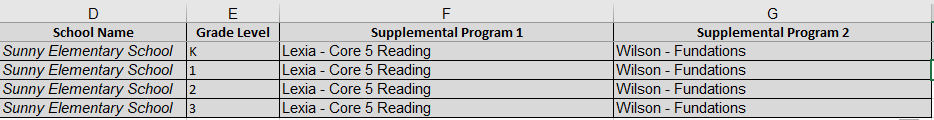 D E F G
School Name Grade Level Supplemental Program 1 Supplemental Program 2
Sunny Elementary School K Lexia - Core 5 Reading Wilson - Fundations
Sunny Elementary School 1 Lexia - Core 5 Reading Wilson - Fundations
Sunny Elementary School 2 Lexia - Core 5 Reading Wilson - Fundations
Sunny Elementary School 3 Lexia - Core 5 Reading Wilson - Fundations